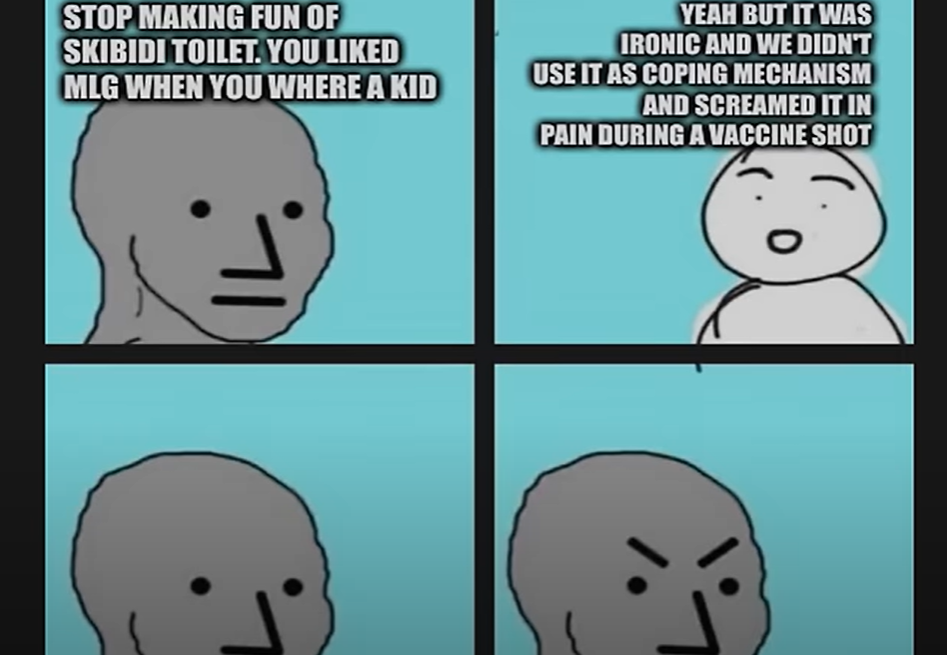 STOP MAKING FUN OF
SKIBIDI TOILET. YOU LIKED
MLG WHEN YOU WHERE A KID
YEAH BUT IT WAS
IRONIC AND WE DIDN'T
USE IT AS COPING MECHANISM
AND SCREAMED IT IN
PAIN DURING A VACCINE SHOT